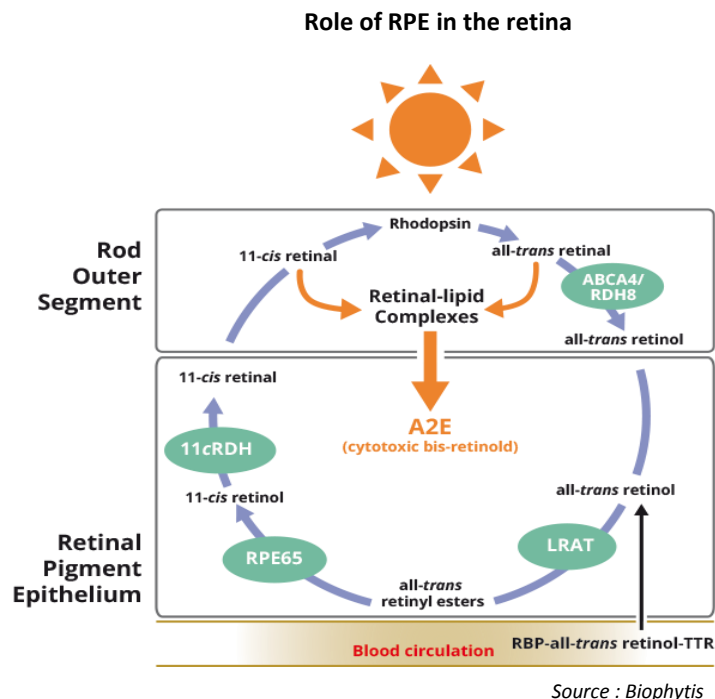 Role of RPE in the retina
Rod
Outer
Segment
Rhodopsin
11-cis retinal
all-trans retinal
ABCA4/
RDH8
Retinal-lipid
Complexes
all-trans retinol
11-cis retinal
A2E
(cytotoxic bis-retinold)
11cRDH
11-cis retinol
all-trans retinol
Retinal
Pigment
Epithelium
RPE65
LRAT
all-trans
retinyl esters
RBP-all-trans retinol-TTR
Blood circulation
Source : Biophytis